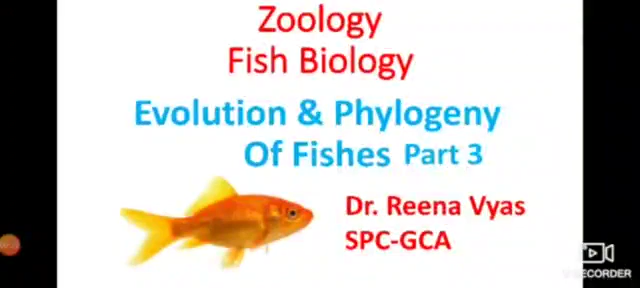 Zoology
Fish Biology
Evolution & Phylogeny
Of Fishes Part 3
Dr. Reena Vyas
SPC-GCA